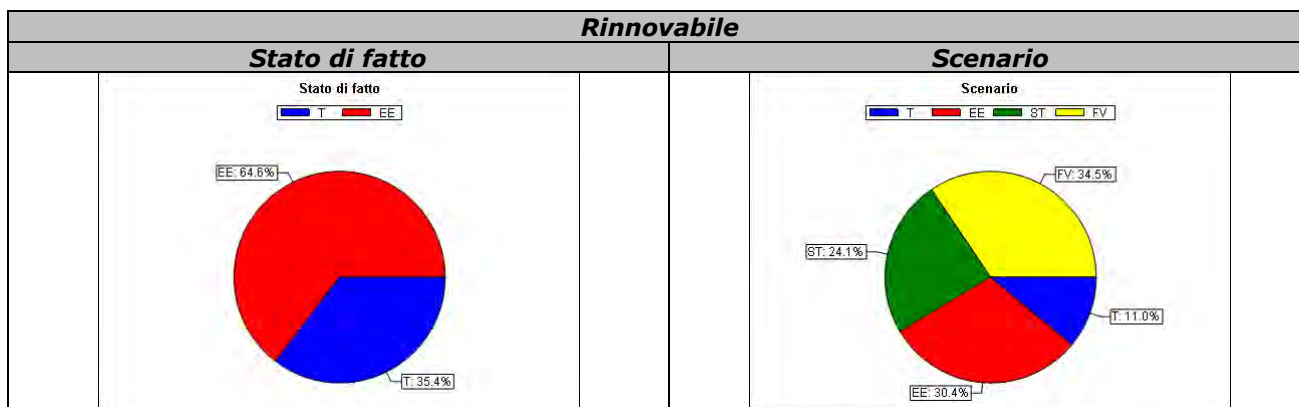 Rinnovabile
Stato di fatto
Scenario
Stato di fatto
T EE
EE: 64.6%
T: 35.4%
Scenario
T EE ST FV
FV: 34.5%
ST: 24.1%
T: 11.0%
EE: 30.4%